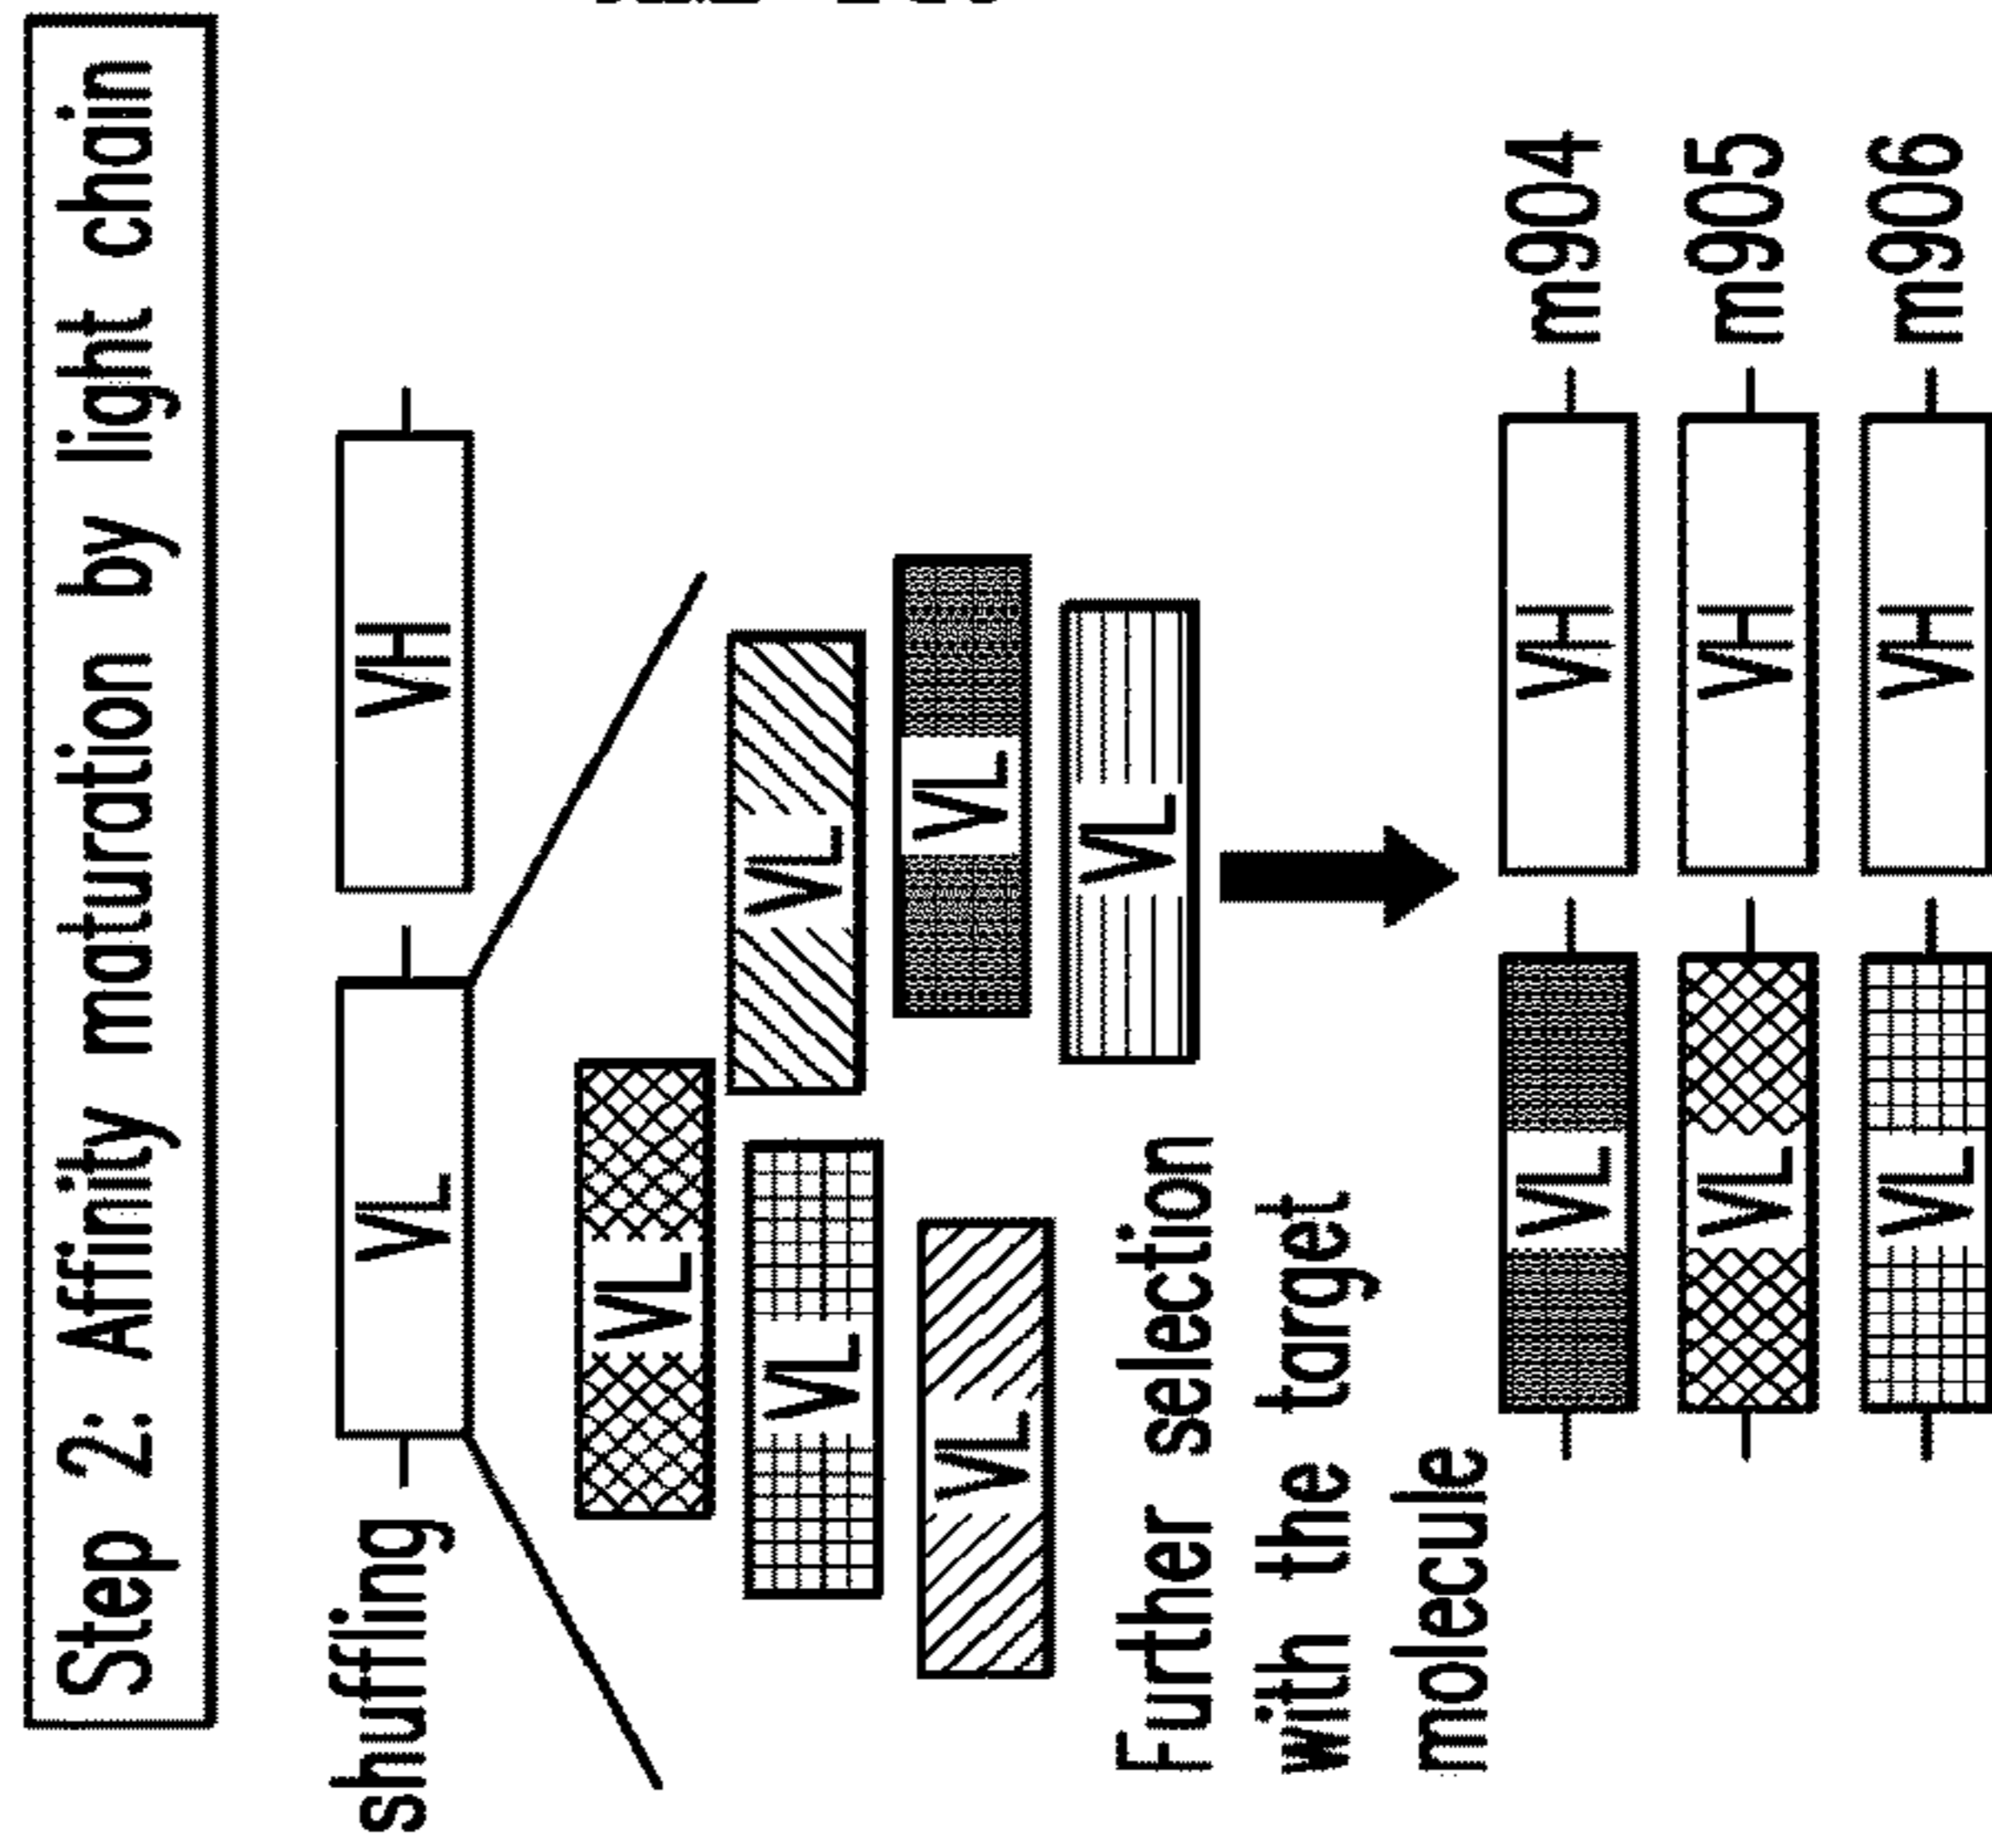 Step 2: Affinity maturation by light chain
shuffling
VL VH
VL
VL
VL
VL
VL
VL
Further selection
with the target
molecule
VL VH m904
VL VH m905
VL VH m906